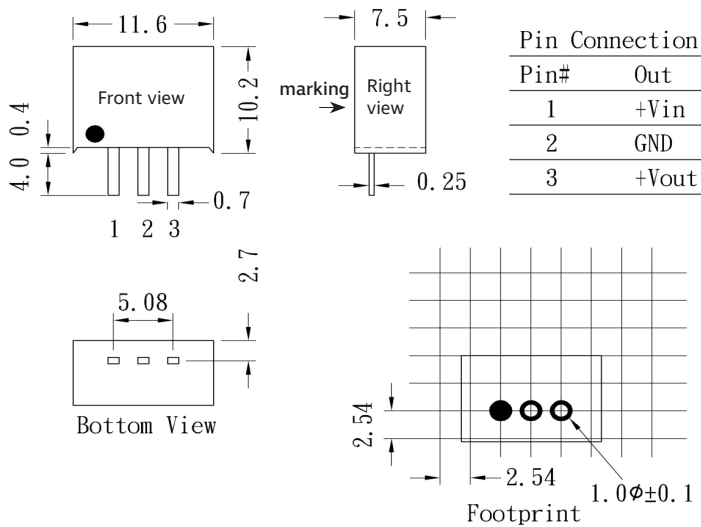 11.6
7.5
Front view
10.2
0.4
4.0
0.7
1 2 3
marking
Right
view
0.25
Pin Connection
Pin# Out
1 +Vin
2 GND
3 +Vout
5.08
2.7
Bottom View
2.54
2.54
1.0ϕ±0.1
Footprint